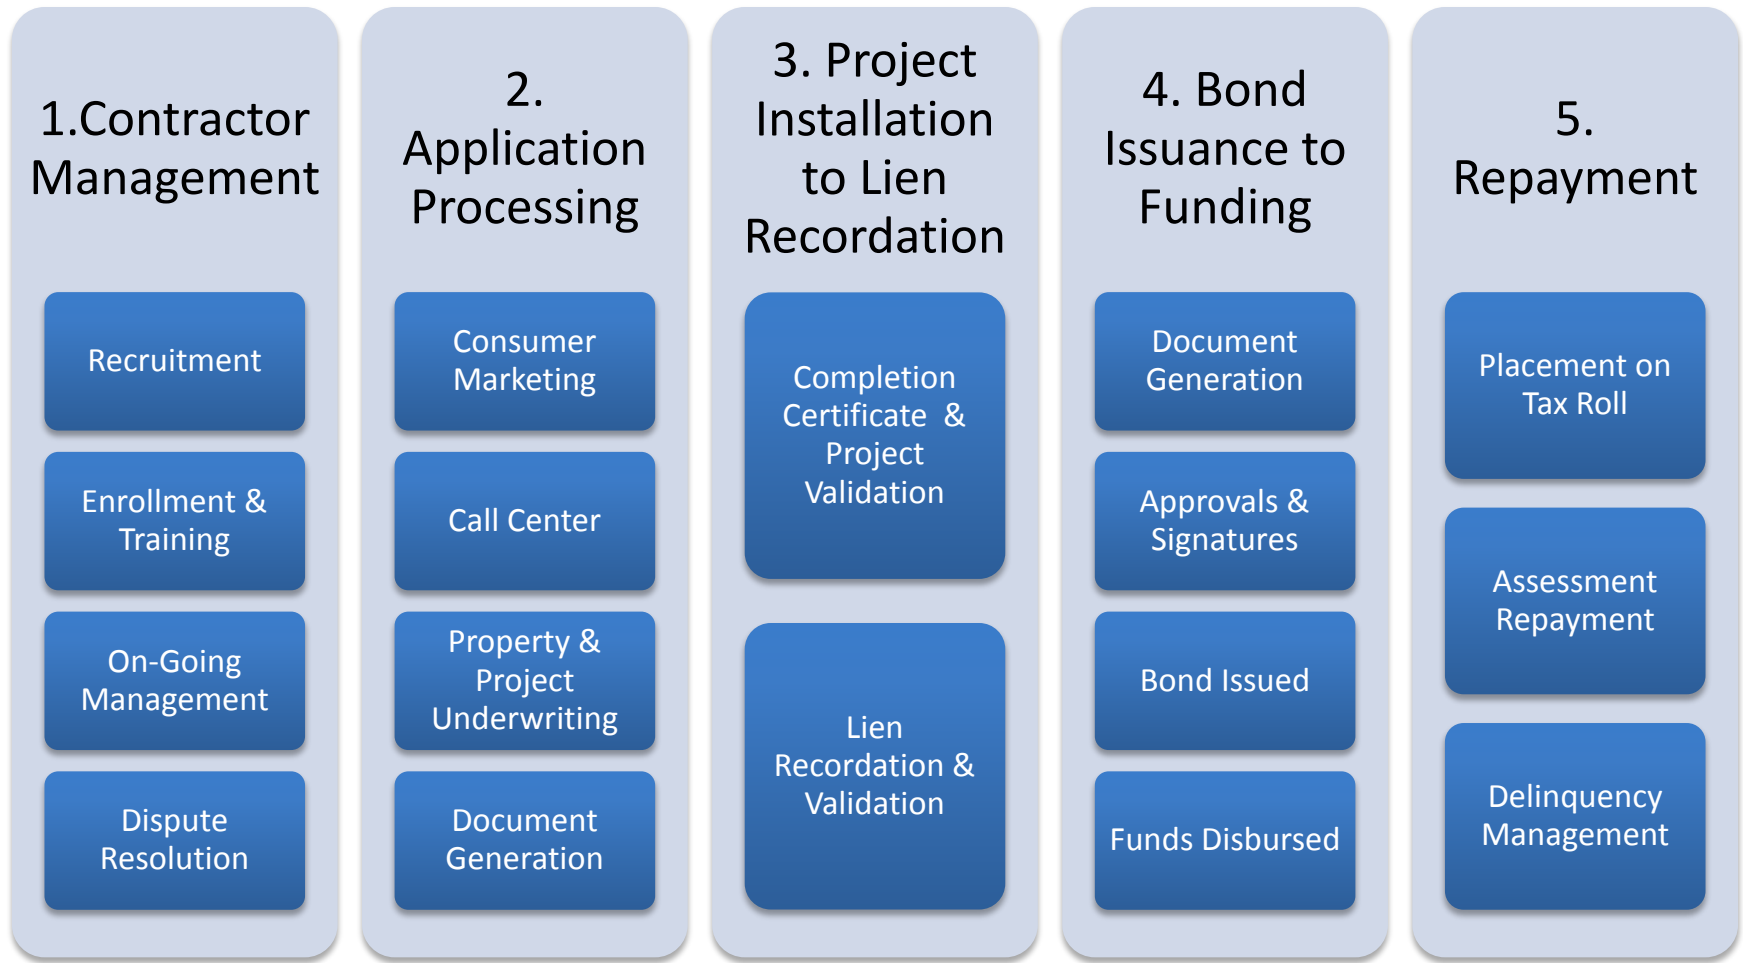 1.Contractor
Management
Recruitment
Enrollment &
Training
On-Going
Management
Dispute
Resolution
2.
Application
Processing
Consumer
Marketing
Call Center
Property &
Project
Underwriting
Document
Generation
3. Project
Installation
to Lien
Recordation
Completion
Certificate &
Project
Validation
Lien
Recordation &
Validation
4. Bond
Issuance to
Funding
Document
Generation
Approvals &
Signatures
Bond Issued
Funds Disbursed
5.
Repayment
Placement on
Tax Roll
Assessment
Repayment
Delinquency
Management